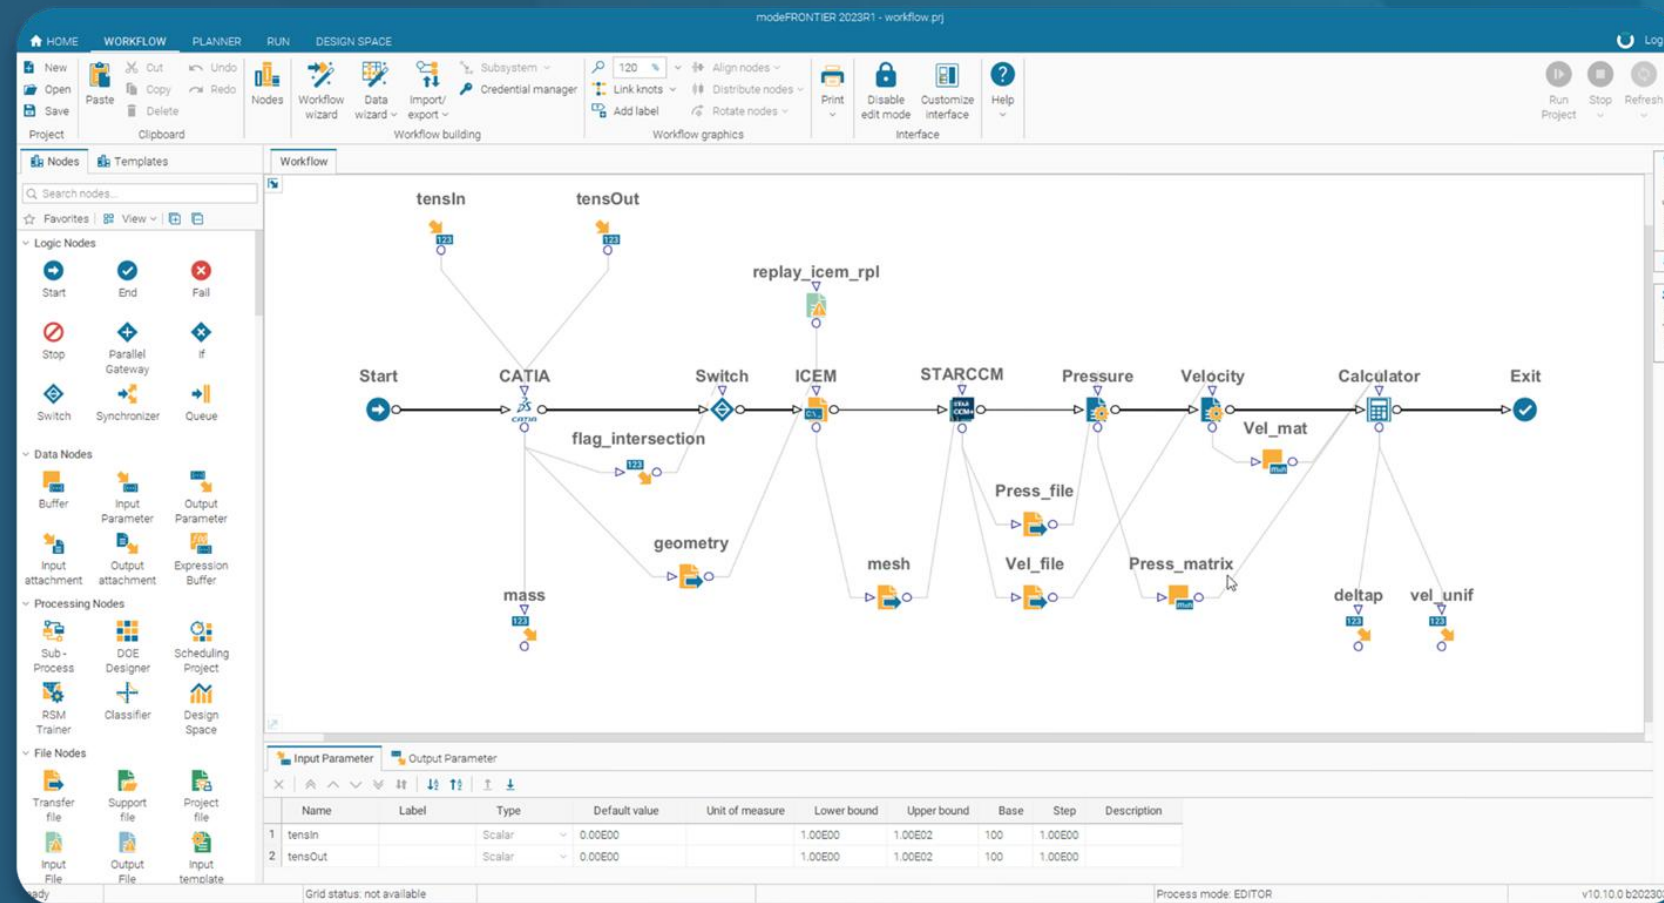 modeFRONTIER 2023R1 - workflow.prj
HOME WORKFLOW PLANNER RUN DESIGN SPACE
New Cut Undo Subsystem 120 Align nodes
Open Copy Redo Link knots Distribute nodes
Save Paste Delete Nodes Workflow wizard Data wizard Import/ export Credential manager Add label Rotate nodes Print Disable edit mode Customize interface Help Run Project Stop Refresh
Project Clipboard Workflow building Workflow graphics Interface
Nodes Templates Workflow
Search nodes...
Favorites View
Logic Nodes
Start End Fail
Stop Parallel Gateway If
Switch Synchronizer Queue
Data Nodes
Buffer Input Parameter Output Parameter
Input attachment Output attachment Expression Buffer
Processing Nodes
Sub - Process DOE Designer Scheduling Project
RSM Trainer Classifier Design Space
File Nodes
Transfer file Support file Project file
Input File Output File Input template
tensIn tensOut
123 123
replay_icem_rpl
Start CATIA Switch ICEM STARCCM Pressure Velocity Calculator Exit
flag_intersection Vel_mat
123
Press_file
geometry
mesh Vel_file Press_matrix
mass deltap vel_unif
123 123 123
Input Parameter Output Parameter
Name Label Type Default value Unit of measure Lower bound Upper bound Base Step Description
1 tensIn Scalar 0.00E00 1.00E00 1.00E02 100 1.00E00
2 tensOut Scalar 0.00E00 1.00E00 1.00E02 100 1.00E00
Grid status: not available Process mode: EDITOR